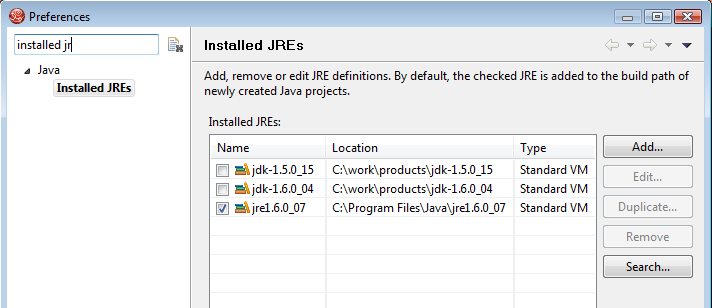 Preferences
installed jr
Java
Installed JREs
Installed JREs
Add, remove or edit JRE definitions. By default, the checked JRE is added to the build path of
newly created Java projects.
Installed JREs:
Name Location Type
jdk-1.5.0_15 C:\work\products\jdk-1.5.0_15 Standard VM
jdk-1.6.0_04 C:\work\products\jdk-1.6.0_04 Standard VM
jre1.6.0_07 C:\Program Files\Java\jre1.6.0_07 Standard VM
Add...
Edit...
Duplicate...
Remove
Search...